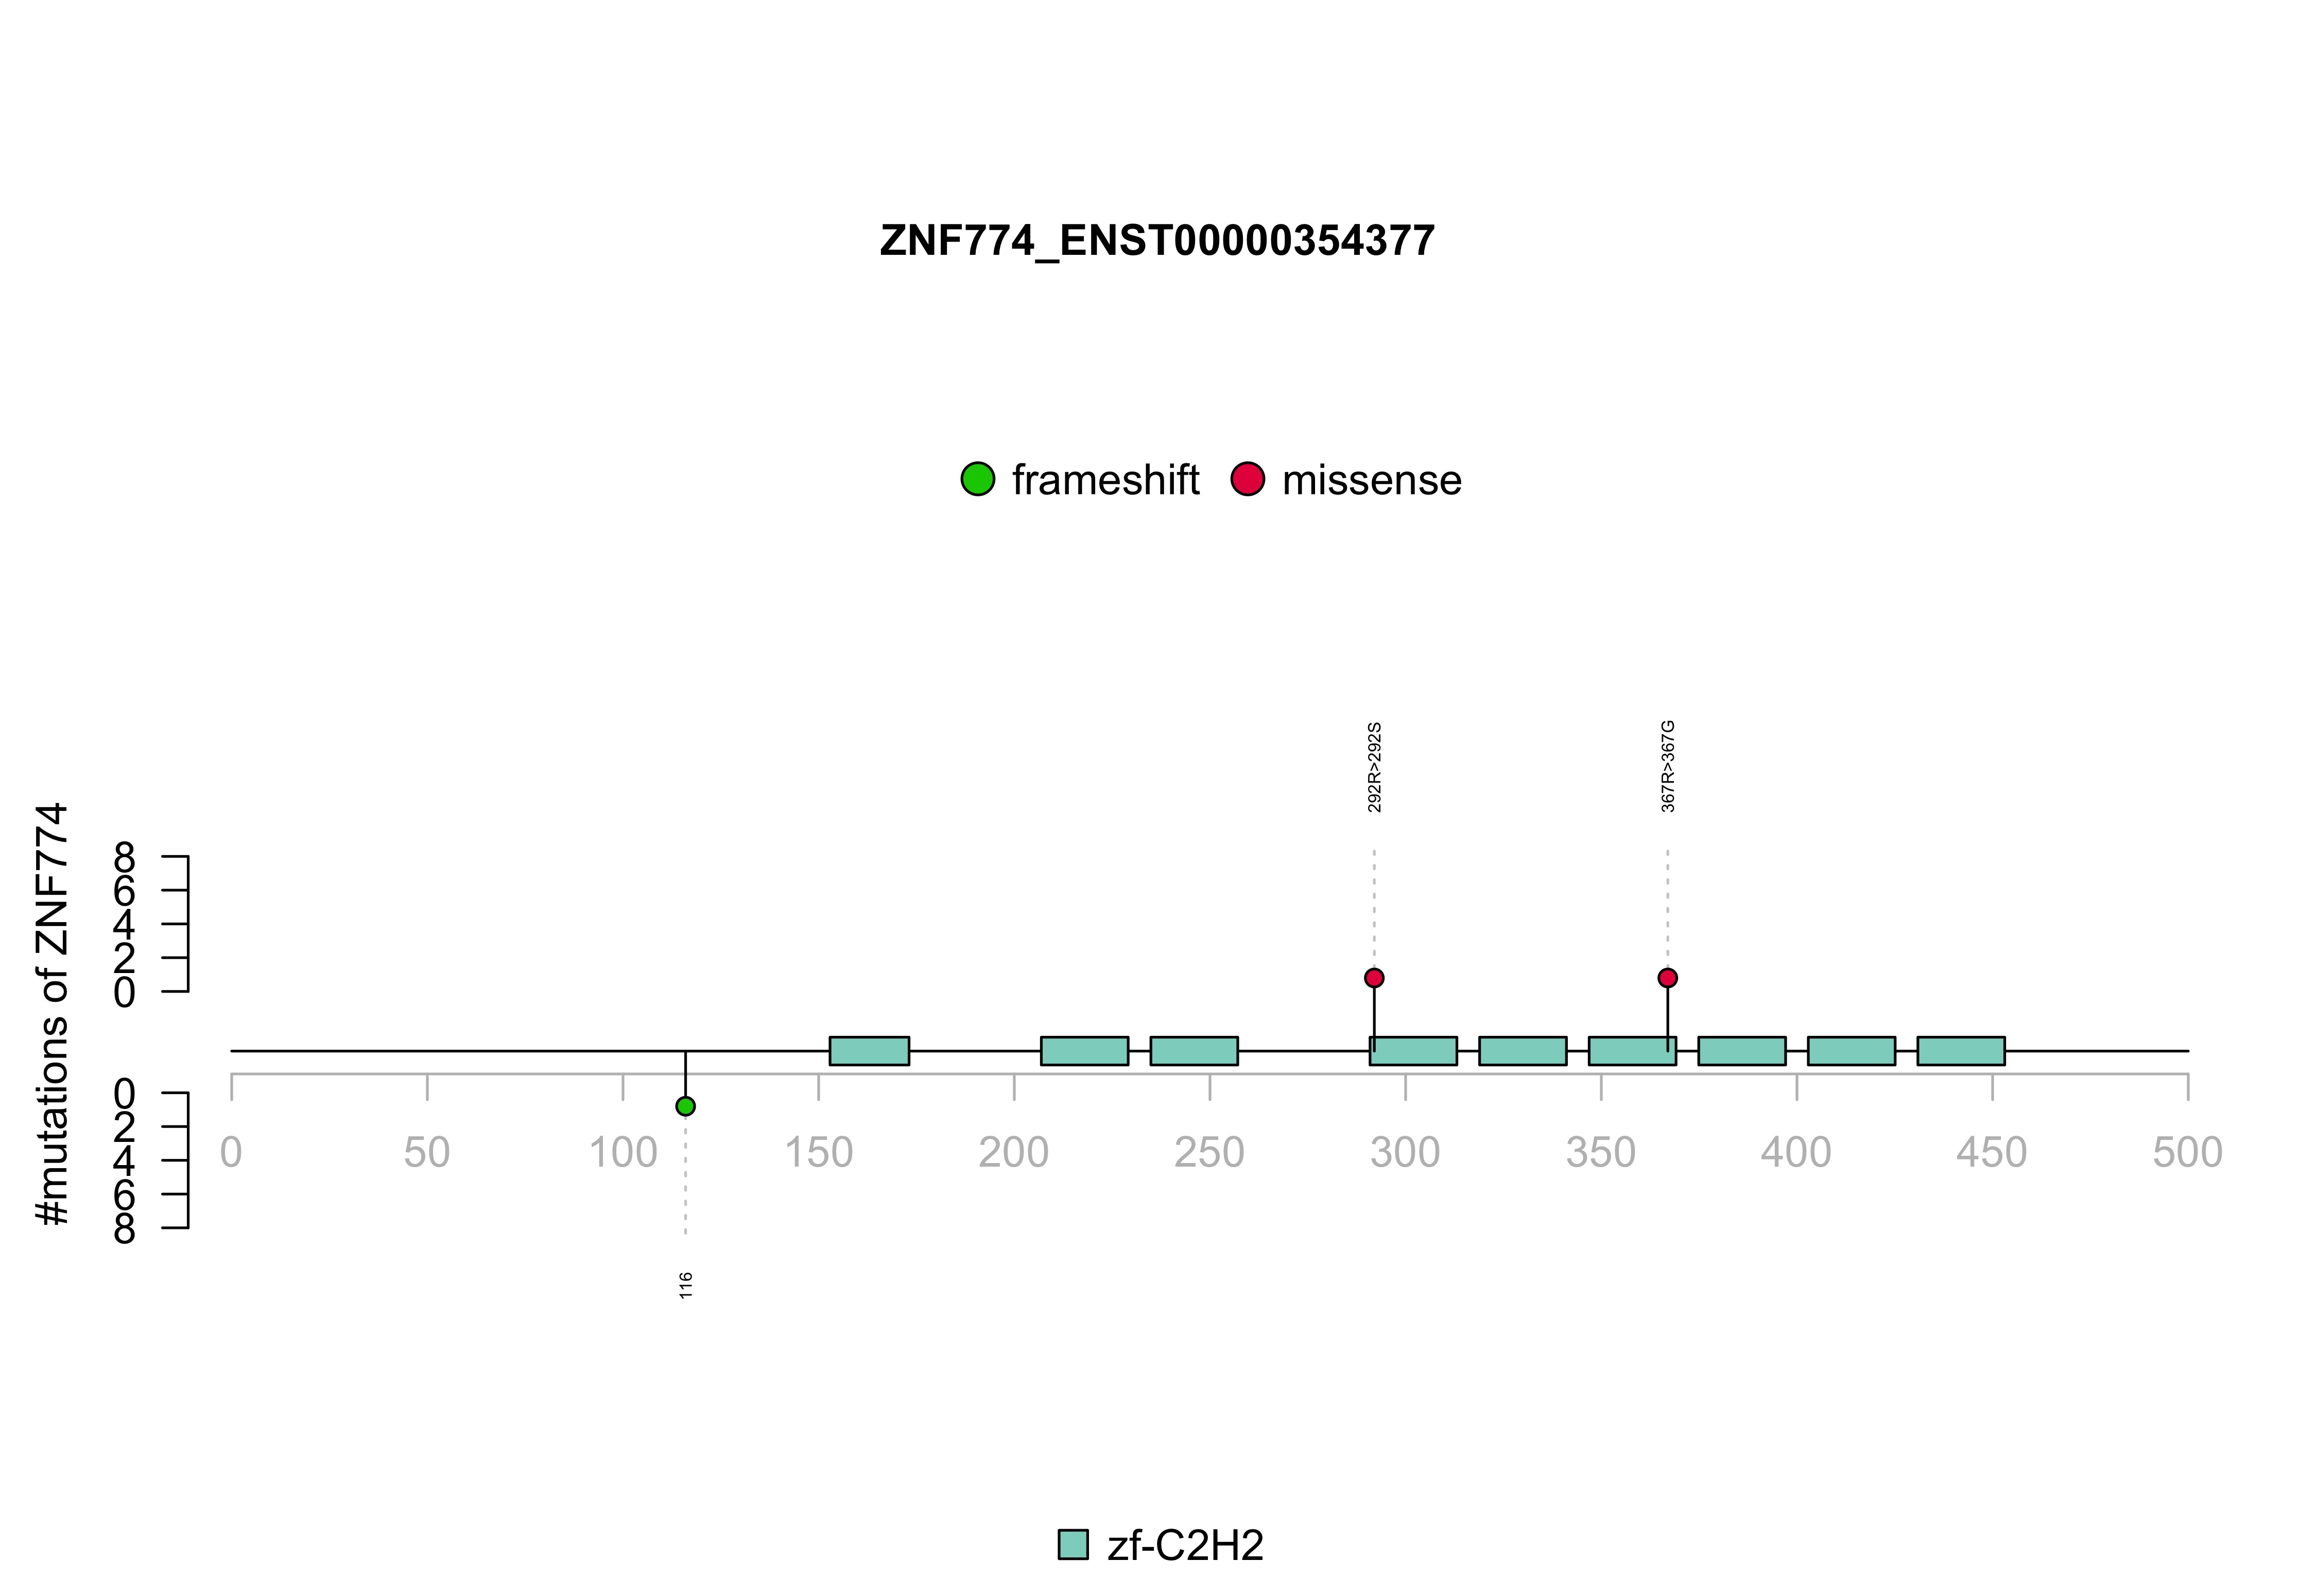 ZNF774_ENST00000354377
frameshift missense
292R>292S
367R>367G
#mutations of ZNF774
8
6
4
2
0
0
2
4
6
8
0 50 100 150 200 250 300 350 400 450 500
116
zf-C2H2